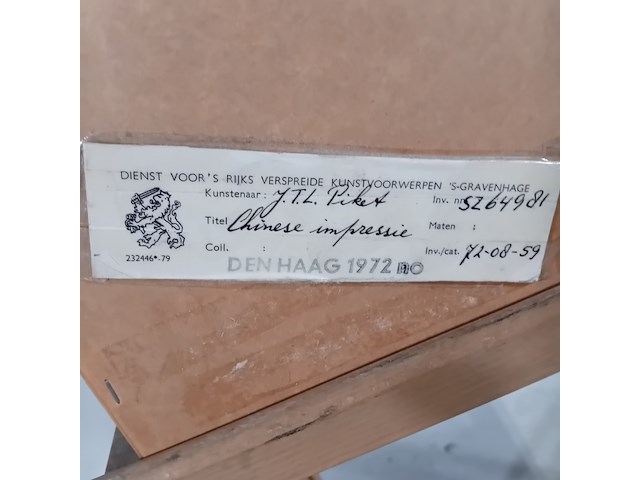 DIENST VOOR'S RIJKS VERSPREIDE KUNSTVOORWERPEN 'S-GRAVENHAGE
Kunstenaar : J.T.L. Piket Inv. nr. SZ64981
Titel : Chinese impressie Maten :
Coll. : Inv./cat. 72-08-59
232446*-79 DEN HAAG 1972 RO